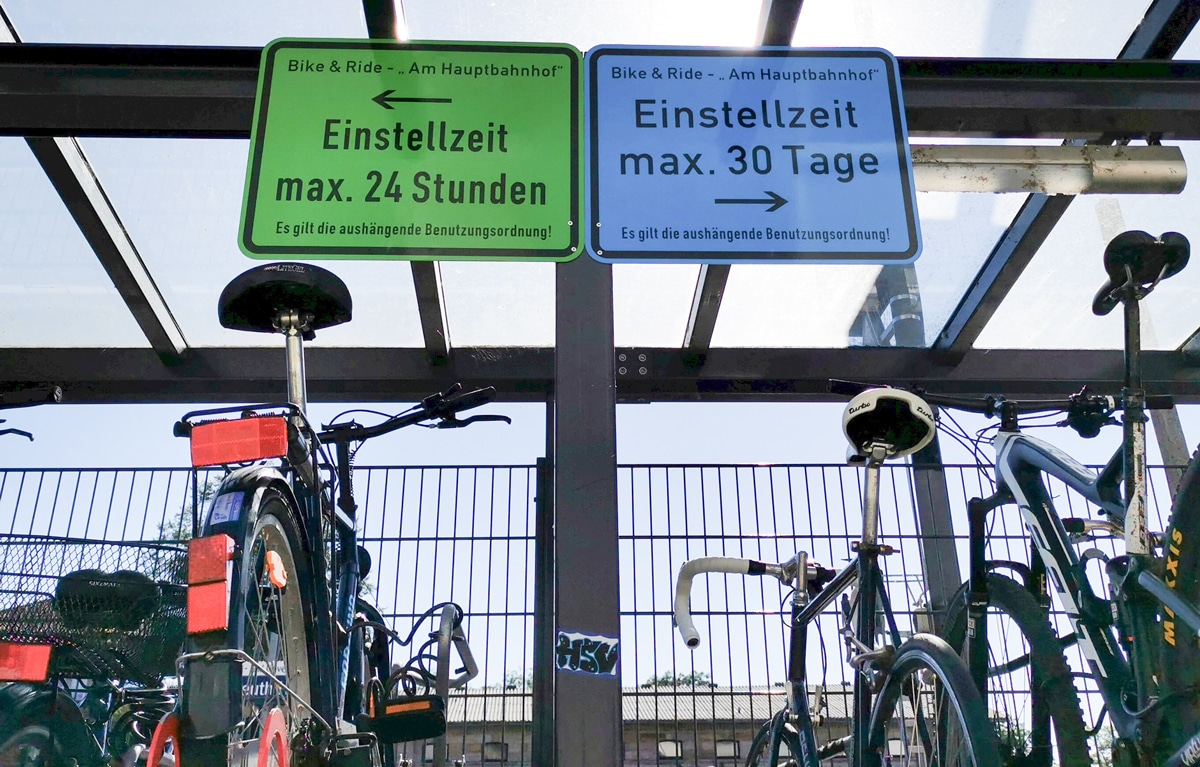 Bike & Ride - „ Am Hauptbahnhof“
Einstellzeit
max. 24 Stunden
Es gilt die aushängende Benutzungsordnung!
Bike & Ride - „ Am Hauptbahnhof“
Einstellzeit
max. 30 Tage
Es gilt die aushängende Benutzungsordnung!
turbo
HSV
MAXXIS